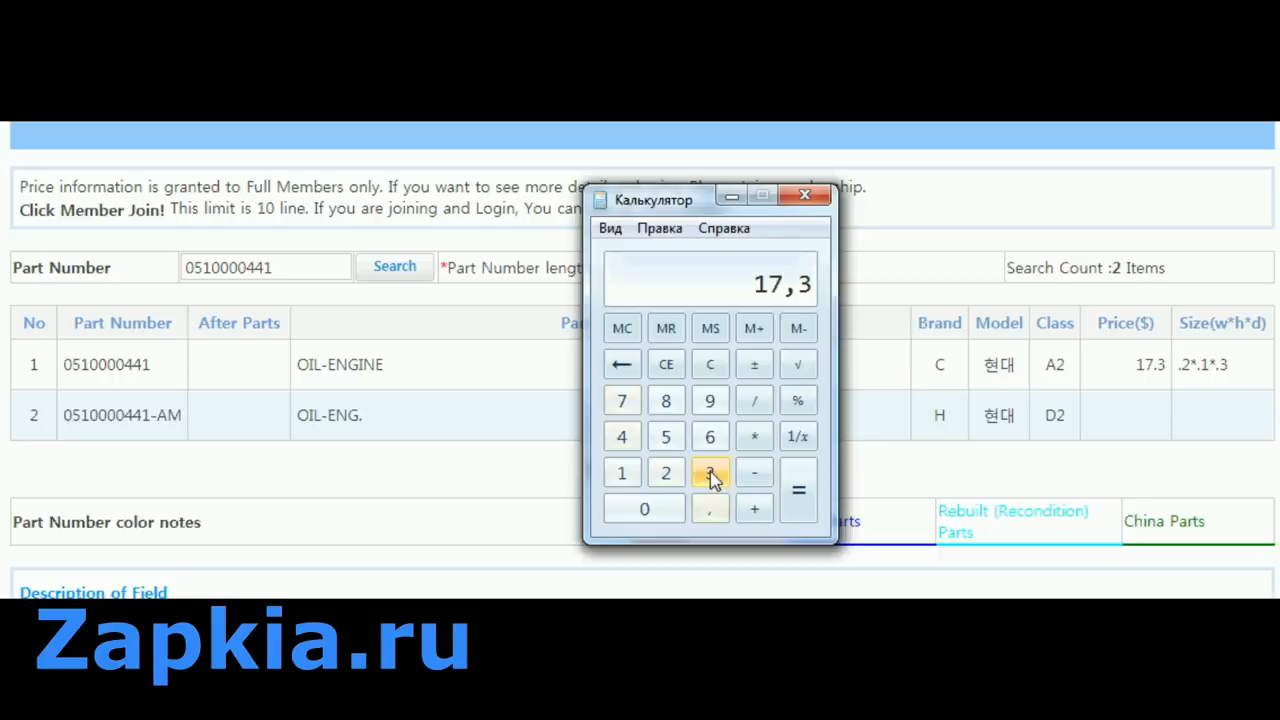 Price information is granted to Full Members only. If you want to see more de
Click Member Join! This limit is 10 line. If you are joining and Login, You can
Part Number 0510000441 Search *Part Number lengt Search Count :2 Items
No Part Number After Parts Pa Brand Model Class Price($) Size(w*h*d)
1 0510000441 OIL-ENGINE C 현대 A2 17.3 .2*.1*.3
2 0510000441-AM OIL-ENG. H 현대 D2
Part Number color notes arts Rebuilt (Recondition) Parts China Parts
Description of Field
Калькулятор
Вид Правка Справка
17,3
MC MR MS M+ M-
← CE C ± √
7 8 9 / %
4 5 6 * 1/x
1 2 3 - =
0 , +
Zapkia.ru